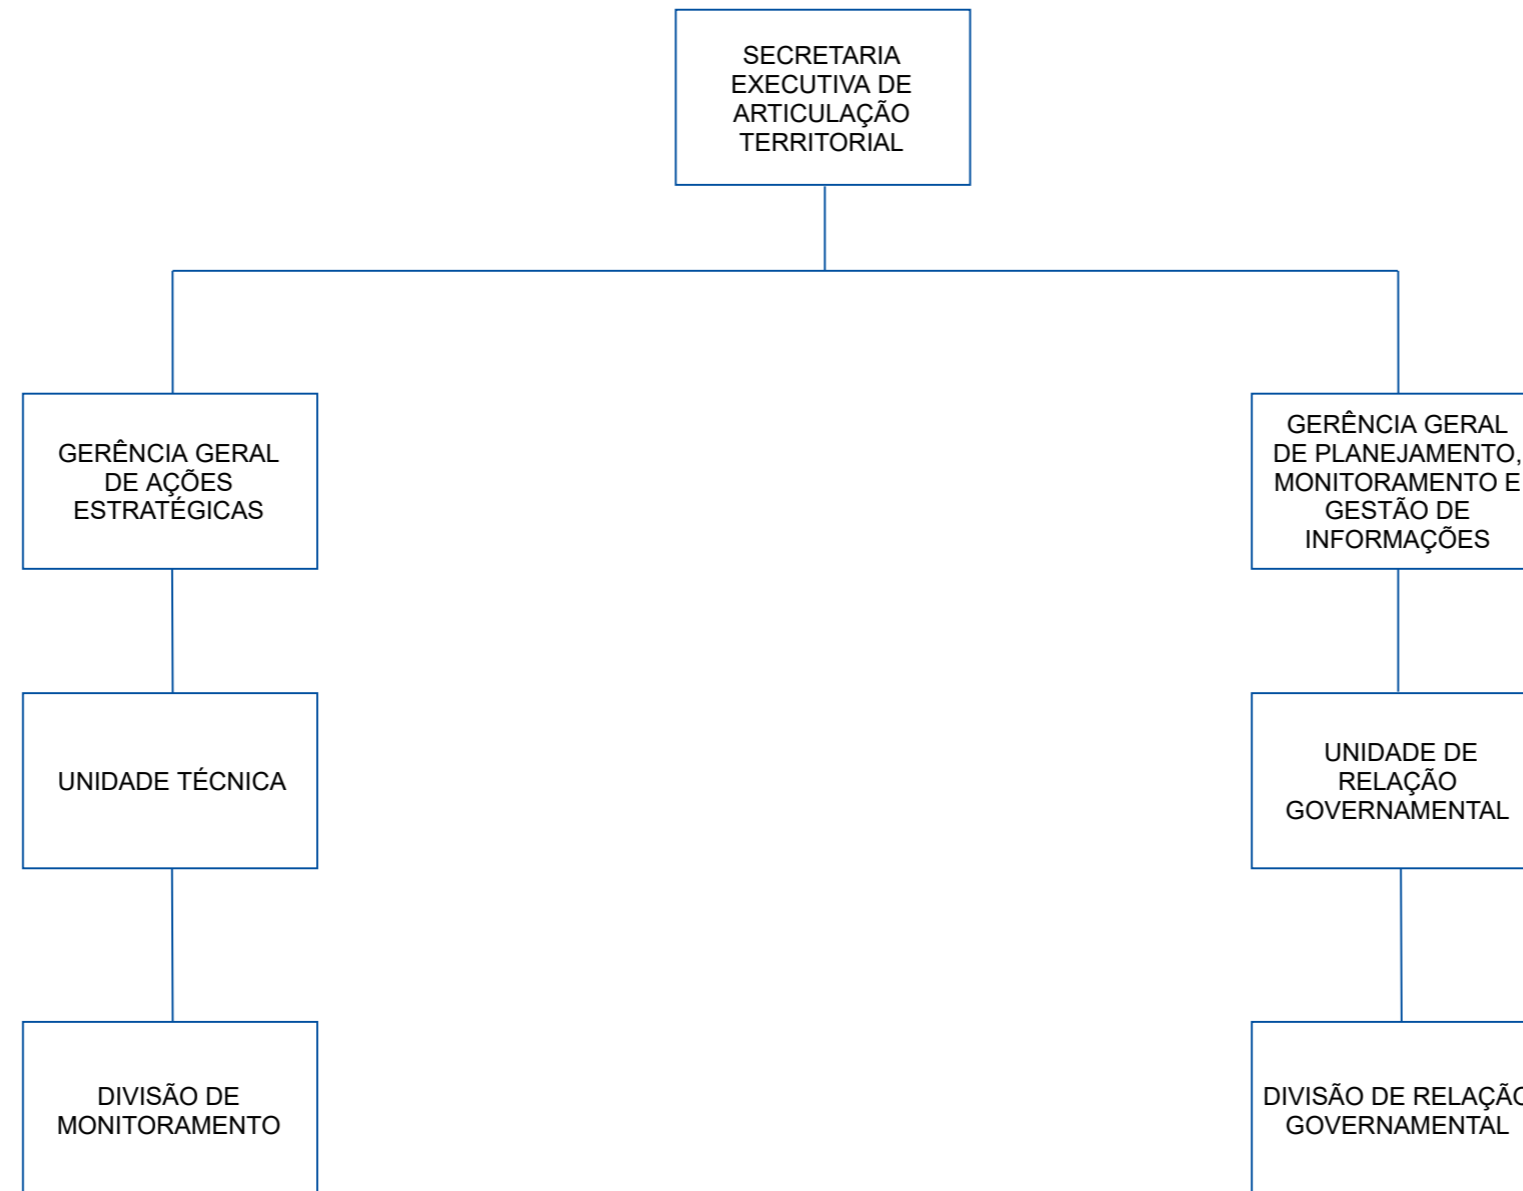 SECRETARIA
EXECUTIVA DE
ARTICULAÇÃO
TERRITORIAL
GERÊNCIA GERAL
DE AÇÕES
ESTRATÉGICAS
GERÊNCIA GERAL
DE PLANEJAMENTO,
MONITORAMENTO E
GESTÃO DE
INFORMAÇÕES
UNIDADE TÉCNICA
UNIDADE DE
RELAÇÃO
GOVERNAMENTAL
DIVISÃO DE
MONITORAMENTO
DIVISÃO DE RELAÇÃO
GOVERNAMENTAL